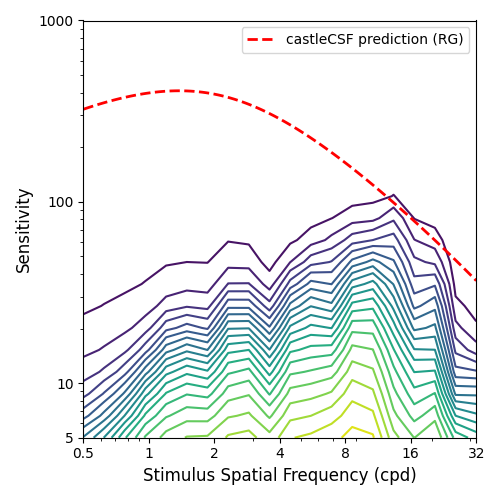 1000
castleCSF prediction (RG)
100
Sensitivity
10
5
0.5 1 2 4 8 16 32
Stimulus Spatial Frequency (cpd)